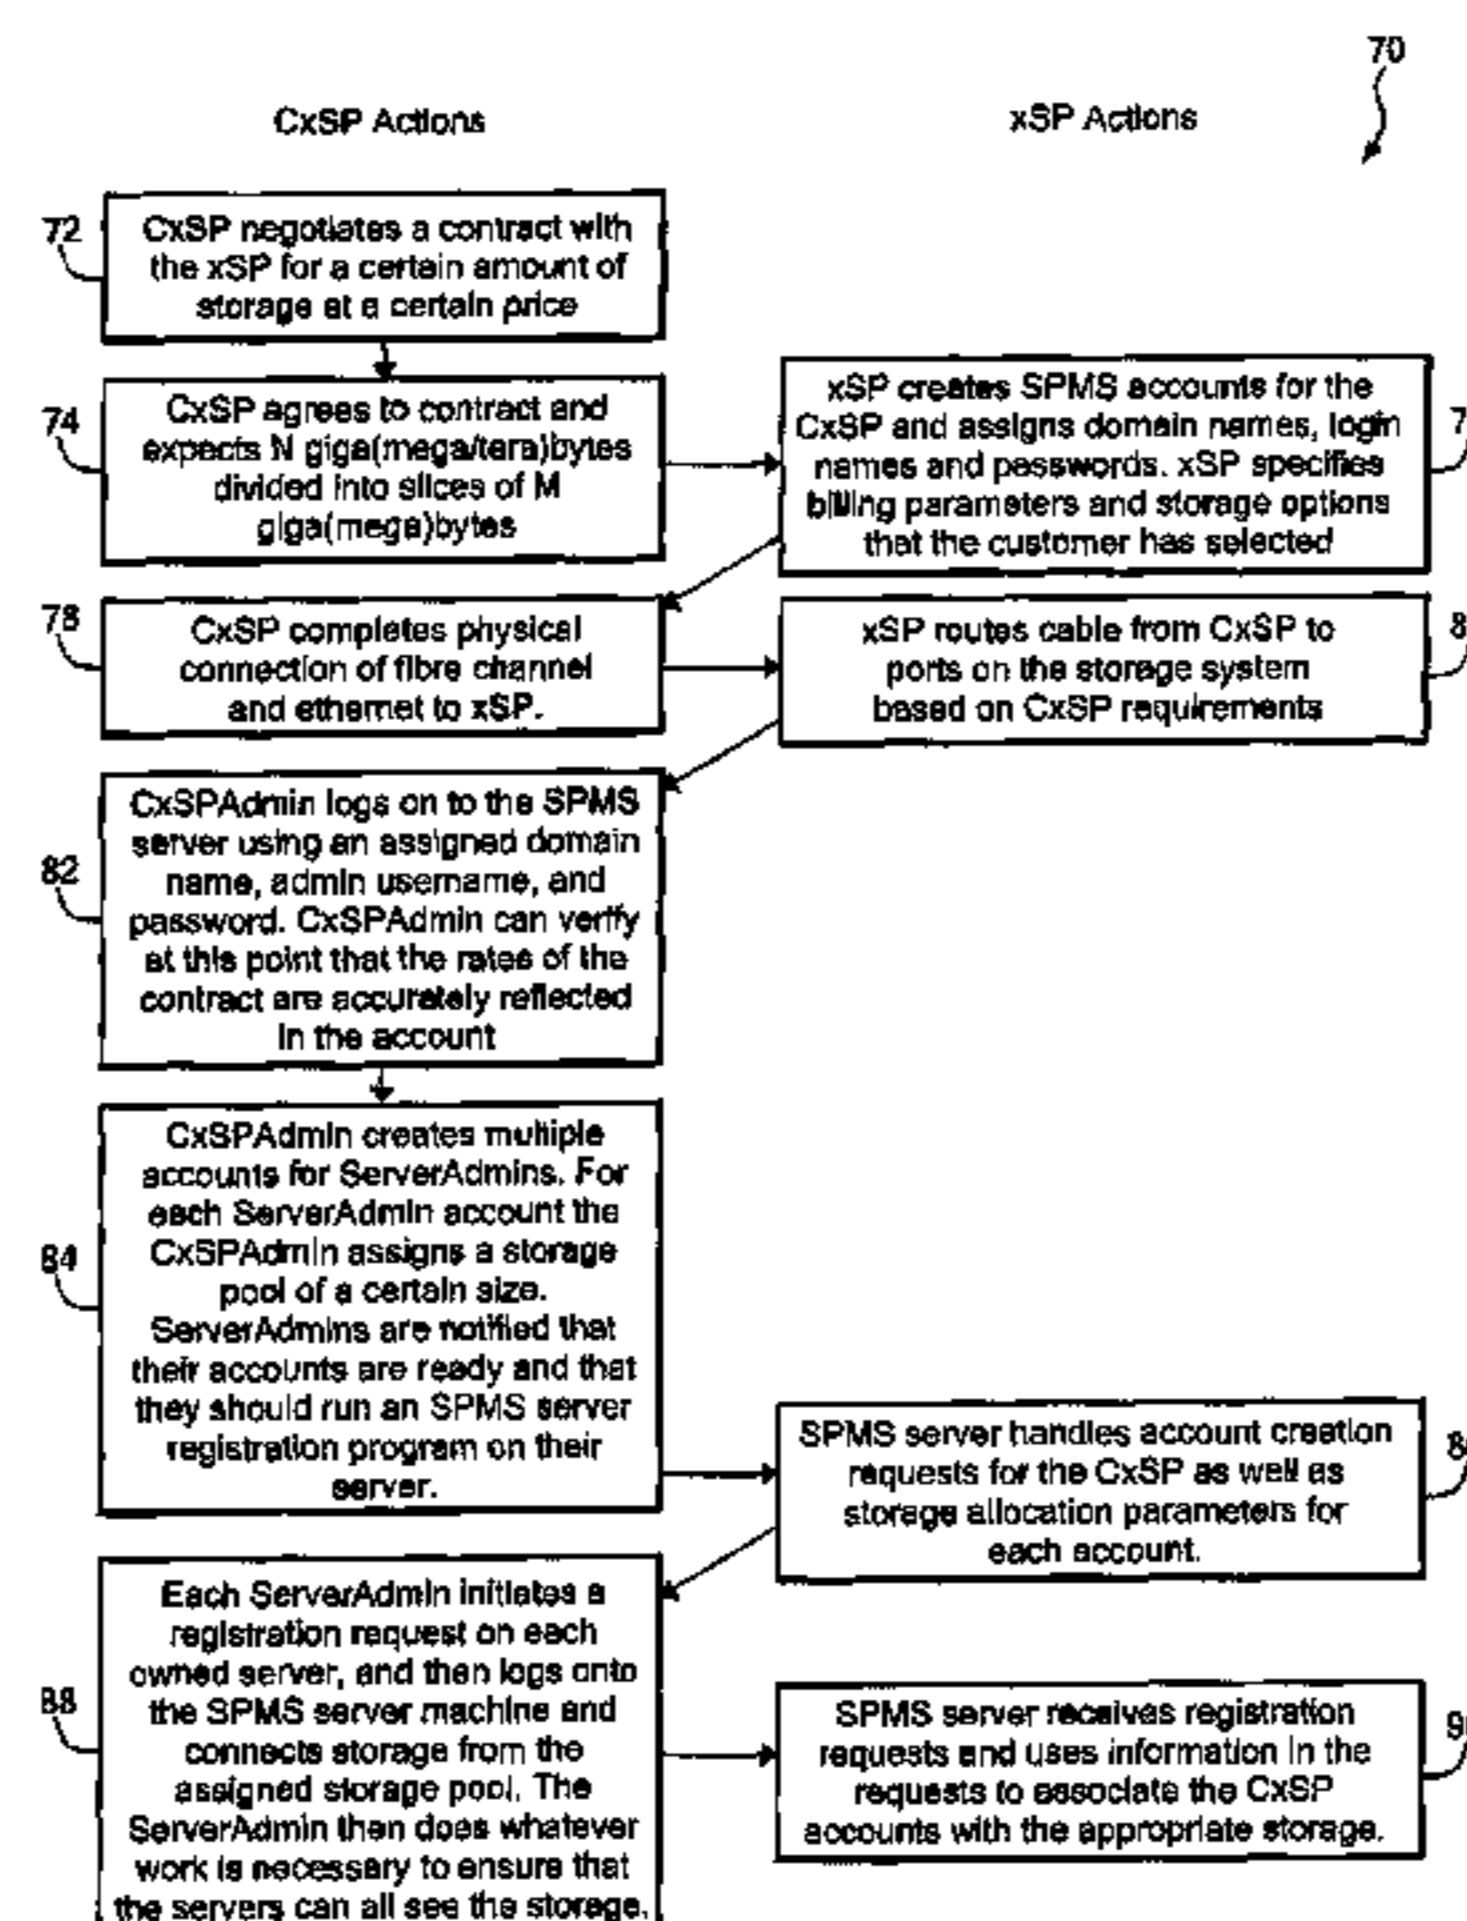 70
CxSP Actions
xSP Actions
72
CxSP negotiates a contract with
the xSP for a certain amount of
storage at a certain price
74
CxSP agrees to contract and
expects N giga(mega/tera)bytes
divided into slices of M
giga(mega)bytes
xSP creates SPMS accounts for the
CxSP and assigns domain names, login
names and passwords. xSP specifies
billing parameters and storage options
that the customer has selected
7
78
CxSP completes physical
connection of fibre channel
and ethernet to xSP.
xSP routes cable from CxSP to
ports on the storage system
based on CxSP requirements
8
82
CxSPAdmin logs on to the SPMS
server using an assigned domain
name, admin username, and
password. CxSPAdmin can verify
at this point that the rates of the
contract are accurately reflected
in the account
84
CxSPAdmin creates multiple
accounts for ServerAdmins. For
each ServerAdmin account the
CxSPAdmin assigns a storage
pool of a certain size.
ServerAdmins are notified that
their accounts are ready and that
they should run an SPMS server
registration program on their
server.
SPMS server handles account creation
requests for the CxSP as well as
storage allocation parameters for
each account.
8
88
Each ServerAdmin initiates a
registration request on each
owned server, and then logs onto
the SPMS server machine and
connects storage from the
assigned storage pool. The
ServerAdmin then does whatever
work is necessary to ensure that
the servers can all see the storage.
SPMS server receives registration
requests and uses information in the
requests to associate the CxSP
accounts with the appropriate storage.
9